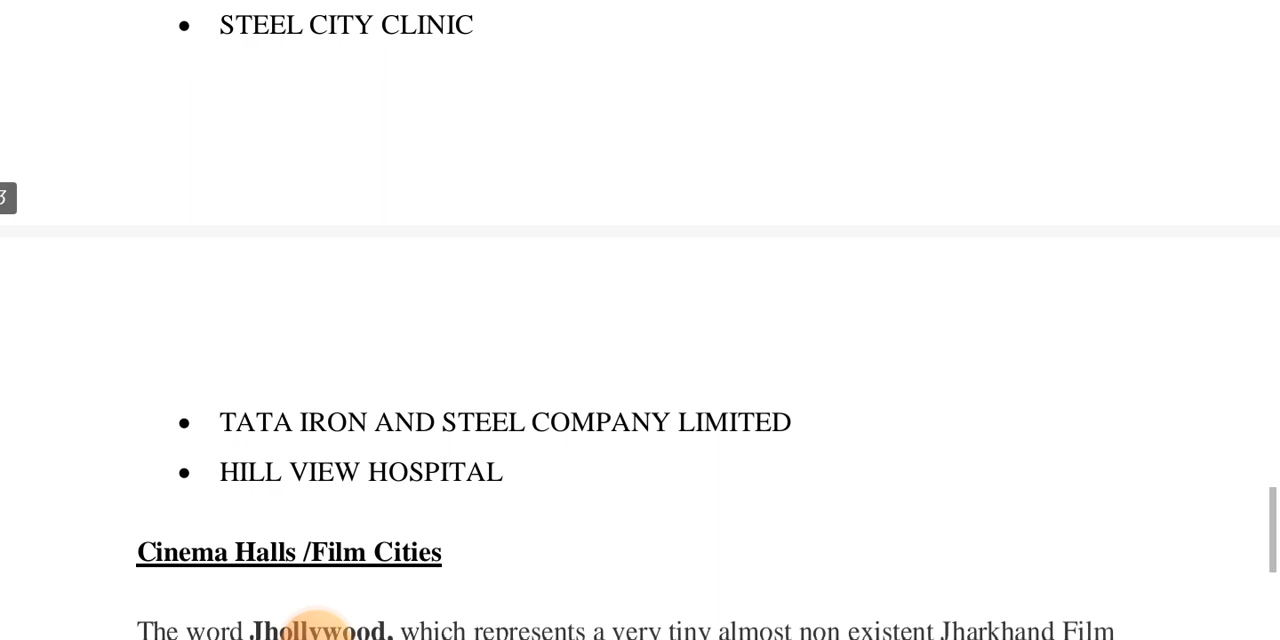 • STEEL CITY CLINIC
3
• TATA IRON AND STEEL COMPANY LIMITED
• HILL VIEW HOSPITAL
Cinema Halls /Film Cities
The word Jhollywood, which represents a very tiny almost non existent Jharkhand Film